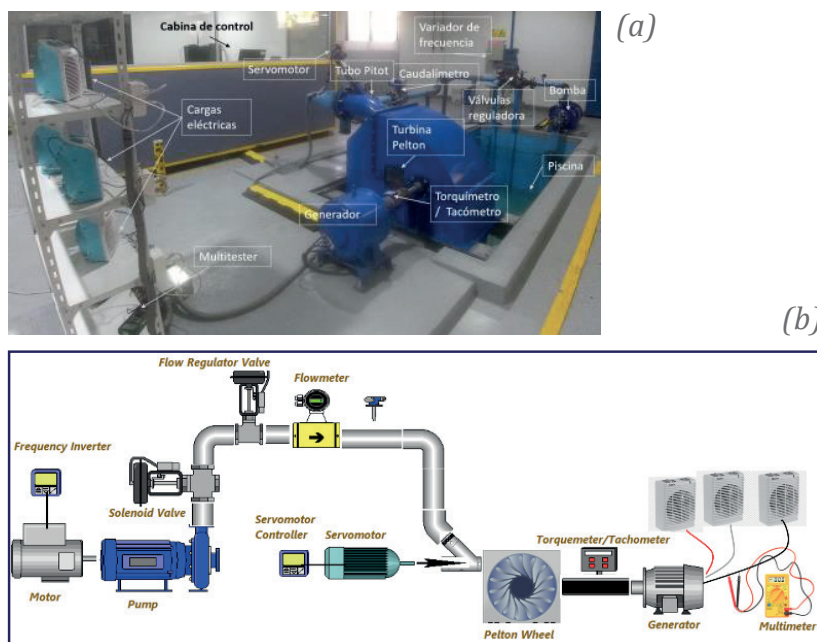 Cabina de control
(a)
Variador de
frecuencia
Servomotor
Tubo Pitot
Caudalímetro
Válvulas
reguladora
Bomba
Cargas
eléctricas
Turbina
Pelton
Piscina
Generador
Torquímetro
/ Tacómetro
Multitester
(b)
Flow Regulator Valve
Flowmeter
Frequency Inverter
Solenoid Valve
Servomotor
Controller
Servomotor
Torquemeter/Tachometer
Motor
Pump
Pelton Wheel
Generator
Multimeter